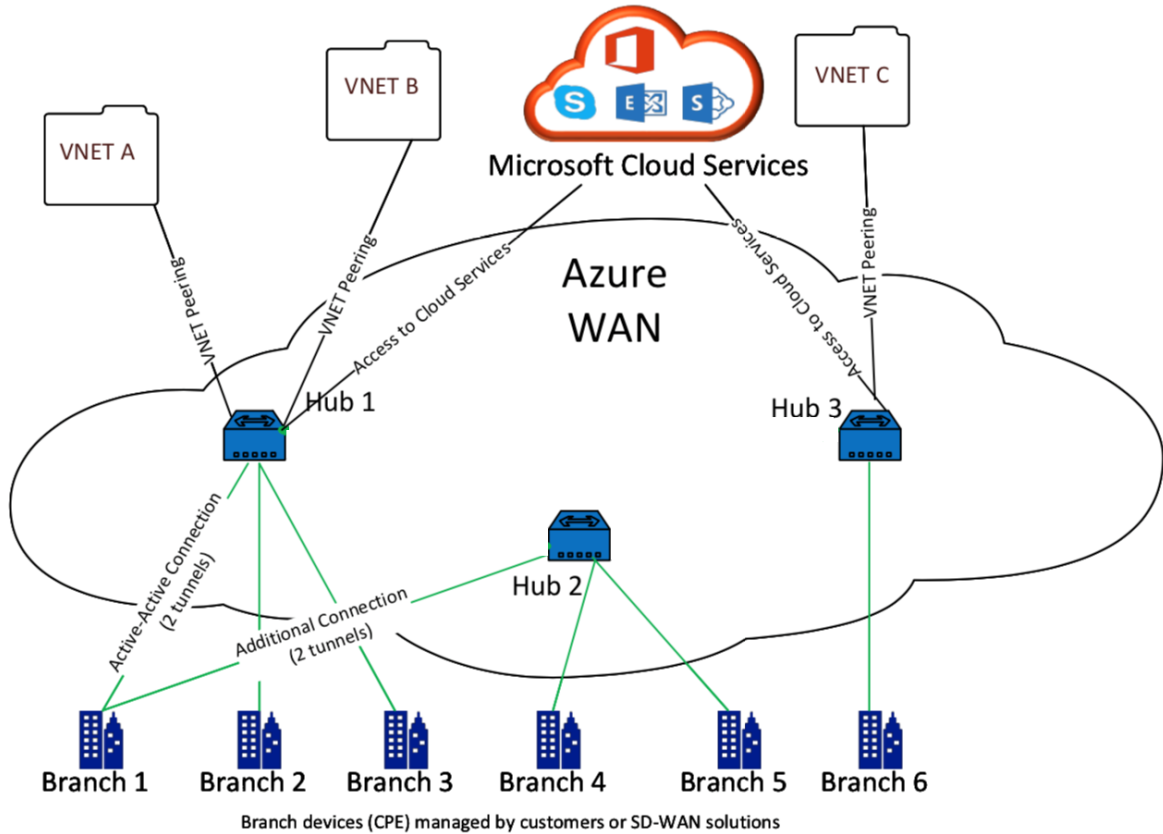 VNET A
VNET B
VNET C
S
E
S
Microsoft Cloud Services
VNET Peering
VNET Peering
Access to Cloud Services
Access to Cloud Services
VNET Peering
Azure
WAN
Hub 1
Hub 3
Hub 2
Active-Active Connection
(2 tunnels)
Additional Connection
(2 tunnels)
Branch 1
Branch 2
Branch 3
Branch 4
Branch 5
Branch 6
Branch devices (CPE) managed by customers or SD-WAN solutions